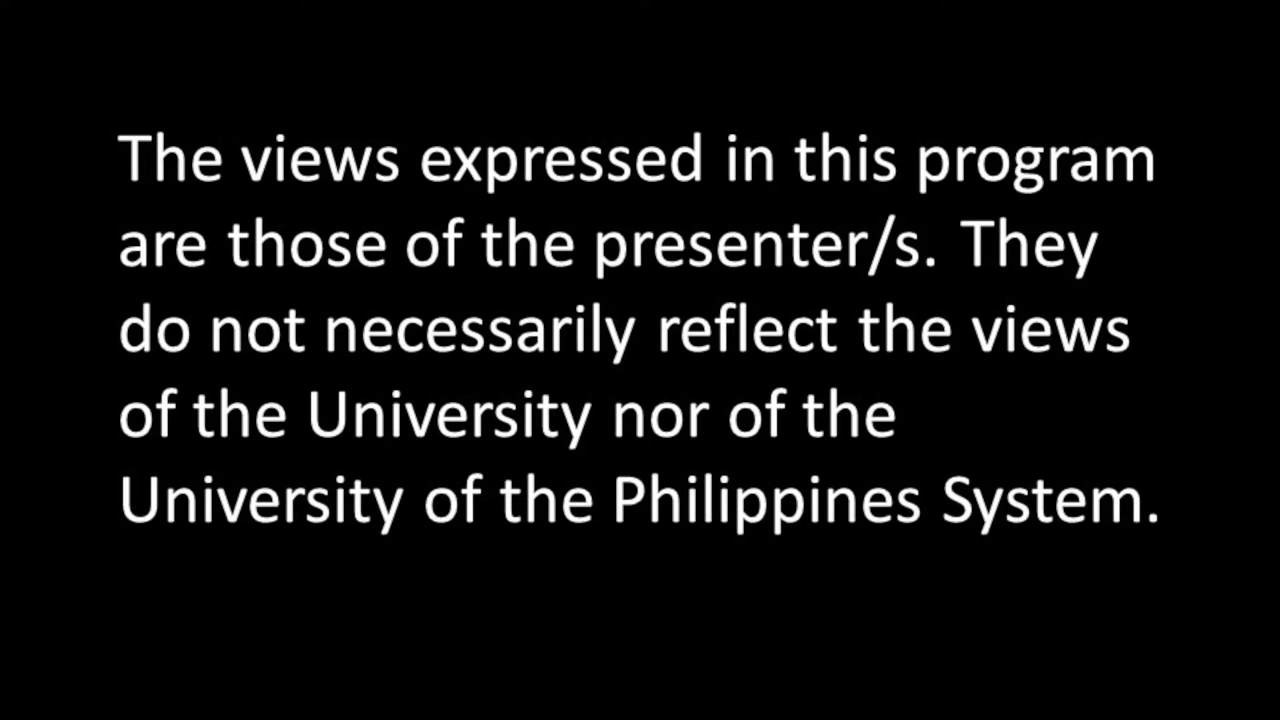 The views expressed in this program
are those of the presenter/s. They
do not necessarily reflect the views
of the University nor of the
University of the Philippines System.